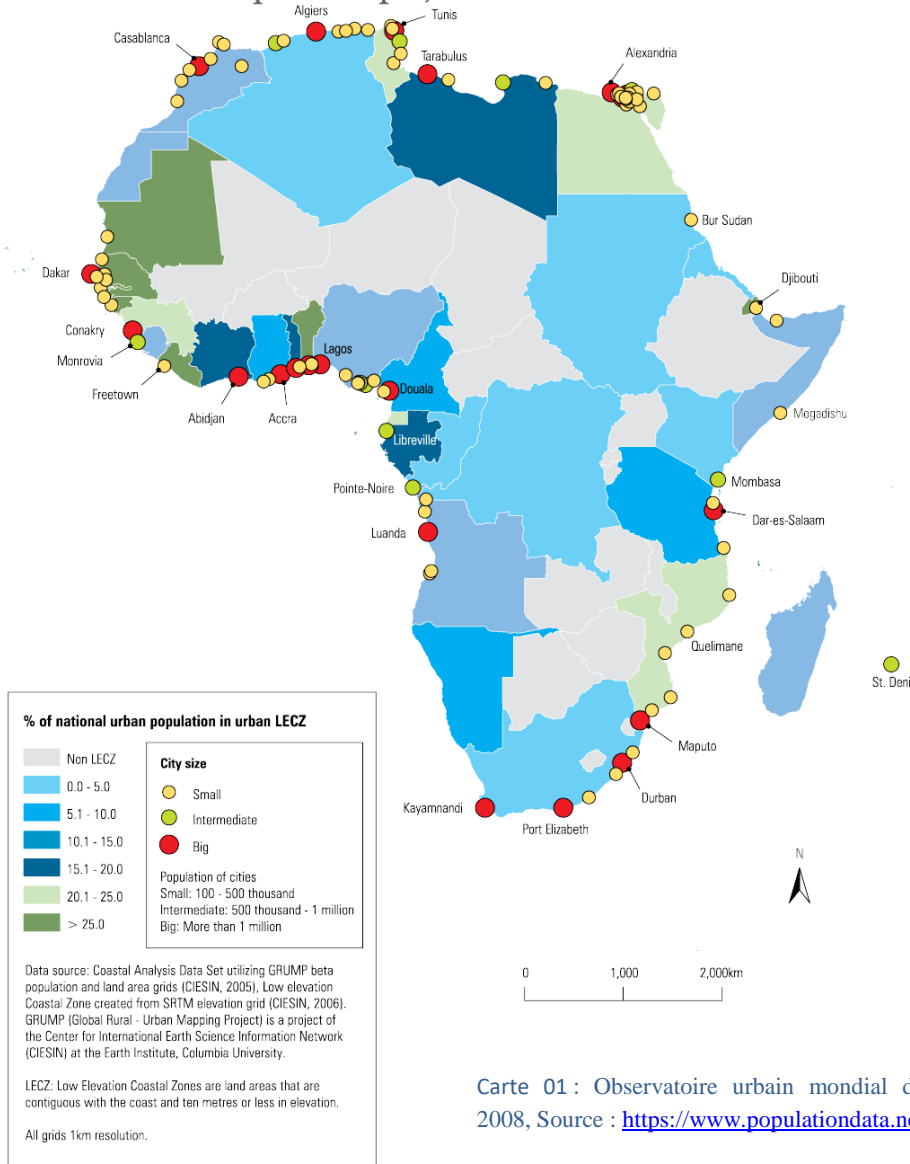 Algiers
Tunis
Casablanca
Tarabulus
Alexandria
Bur Sudan
Dakar
Djibouti
Conakry
Monrovia
Lagos
Freetown
Douala
Abidjan
Accra
Mogadishu
Libreville
Mombasa
Pointe-Noire
Dar-es-Salaam
Luanda
Quelimane
St. Deni
Maputo
Durban
Kayamnandi
Port Elizabeth
N
0 1,000 2,000km
% of national urban population in urban LECZ
Non LECZ
0.0 - 5.0
5.1 - 10.0
10.1 - 15.0
15.1 - 20.0
20.1 - 25.0
> 25.0
City size
Small
Intermediate
Big
Population of cities
Small: 100 - 500 thousand
Intermediate: 500 thousand - 1 million
Big: More than 1 million
Data source: Coastal Analysis Data Set utilizing GRUMP beta
population and land area grids (CIESIN, 2005), Low elevation
Coastal Zone created from SRTM elevation grid (CIESIN, 2006).
GRUMP (Global Rural - Urban Mapping Project) is a project of
the Center for International Earth Science Information Network
(CIESIN) at the Earth Institute, Columbia University.
LECZ: Low Elevation Coastal Zones are land areas that are
contiguous with the coast and ten metres or less in elevation.
All grids 1km resolution.
Carte 01 : Observatoire urbain mondial d
2008, Source : https://www.populationdata.ne